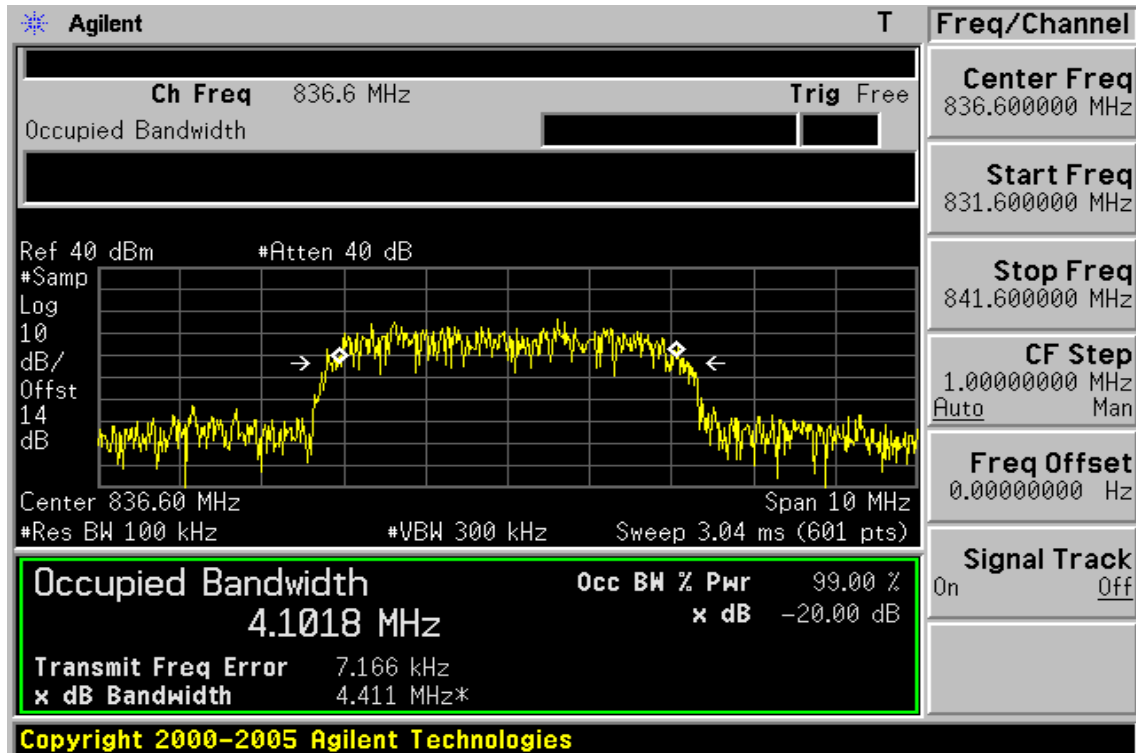 Agilent T
Freq/Channel
Ch Freq 836.6 MHz Trig Free
Occupied Bandwidth
Center Freq
836.600000 MHz
Start Freq
831.600000 MHz
Stop Freq
841.600000 MHz
CF Step
1.00000000 MHz
Auto Man
Freq Offset
0.00000000 Hz
Signal Track
On Off
Ref 40 dBm #Atten 40 dB
#Samp
Log
10
dB/
Offst
14
dB
Center 836.60 MHz Span 10 MHz
#Res BW 100 kHz #VBW 300 kHz Sweep 3.04 ms (601 pts)
Occupied Bandwidth Occ BW % Pwr 99.00 %
4.1018 MHz x dB -20.00 dB
Transmit Freq Error 7.166 kHz
x dB Bandwidth 4.411 MHz*
Copyright 2000-2005 Agilent Technologies